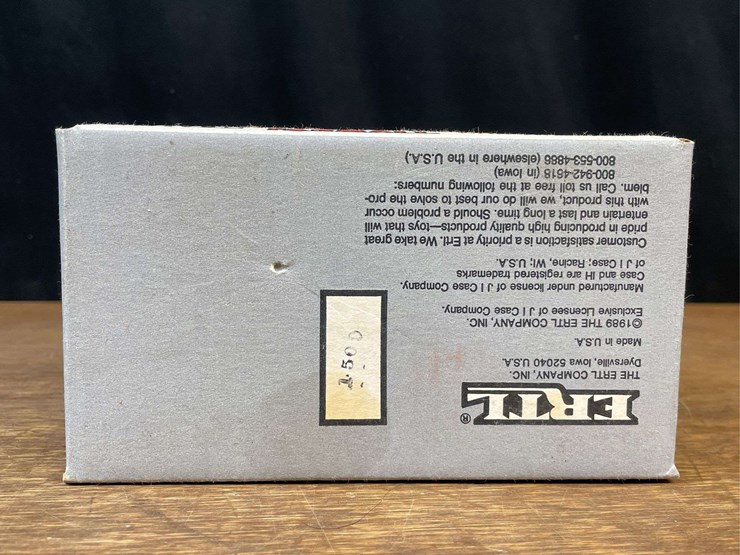 ERTL®
THE ERTL COMPANY, INC.
Dyersville, Iowa 52040 U.S.A.
Made in U.S.A.
©1989 THE ERTL COMPANY, INC.
Exclusive Licensee of J I Case Company.
Manufactured under license of J I Case Company.
Case and IH are registered trademarks
of J I Case; Racine, WI; U.S.A.
Customer satisfaction is a priority at Ertl. We take great
pride in producing high quality products—toys that will
entertain and last a long time. Should a problem occur
with this product, we will do our best to solve the pro-
blem. Call us toll free at the following numbers:
800-942-4618 (in Iowa)
800-553-4886 (elsewhere in the U.S.A.)
1500